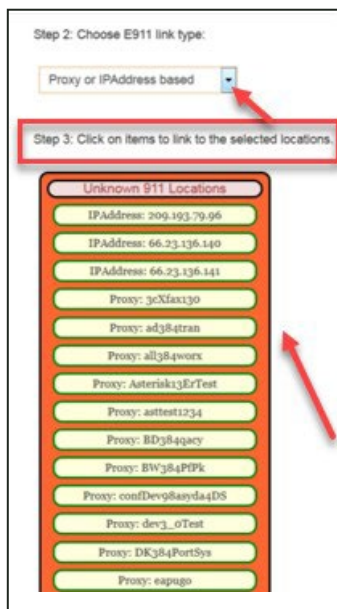 Step 2: Choose E911 link type:
Proxy or IPAddress based
Step 3: Click on items to link to the selected locations.
Unknown 911 Locations
IPAddress: 209.193.79.96
IPAddress: 66.23.136.140
IPAddress: 66.23.136.141
Proxy: 3cXfax130
Proxy: ad384tran
Proxy: all384worx
Proxy: Asterisk13ErTest
Proxy: asttest1234
Proxy: BD384qacy
Proxy: BW384PfPk
Proxy: confDev98asyda4DS
Proxy: dev3_0Test
Proxy: DK384PortSys
Proxy: eapugo